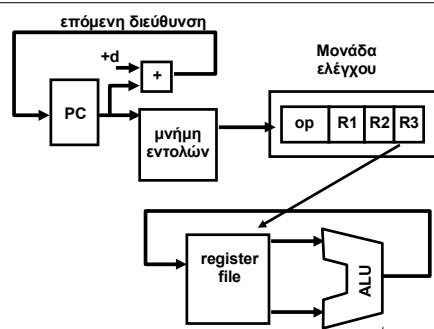 επόμενη διεύθυνση
+d
+
PC
μνήμη
εντολών
Μονάδα
ελέγχου
op R1 R2 R3
register
file
ALU